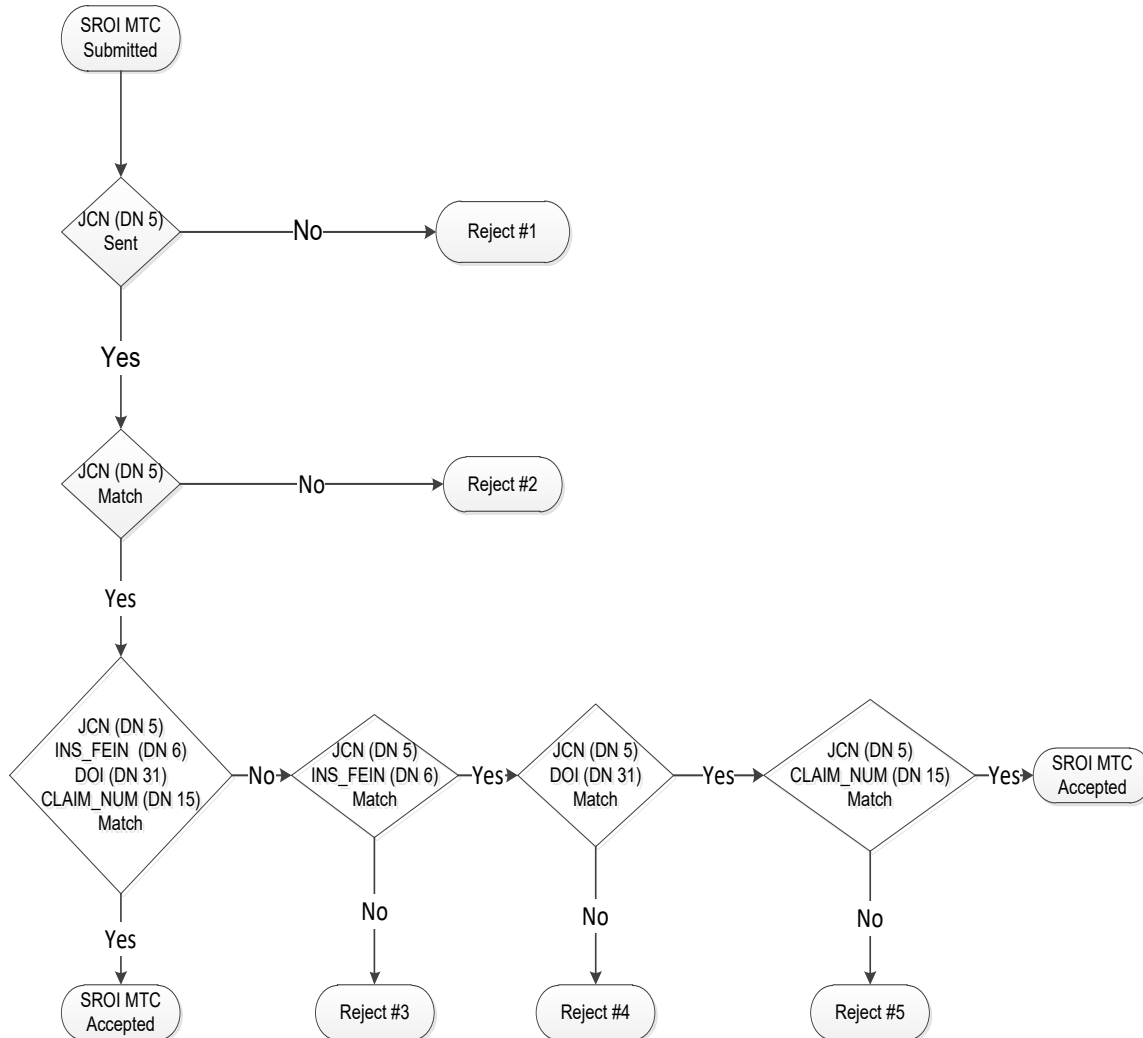 SROI MTC
Submitted
JCN (DN 5)
Sent
No
Reject #1
Yes
JCN (DN 5)
Match
No
Reject #2
Yes
JCN (DN 5)
INS_FEIN (DN 6)
DOI (DN 31)
CLAIM_NUM (DN 15)
Match
No
JCN (DN 5)
INS_FEIN (DN 6)
Match
Yes
JCN (DN 5)
DOI (DN 31)
Match
Yes
JCN (DN 5)
CLAIM_NUM (DN 15)
Match
Yes
SROI MTC
Accepted
Yes
No
No
No
SROI MTC
Accepted
Reject #3
Reject #4
Reject #5